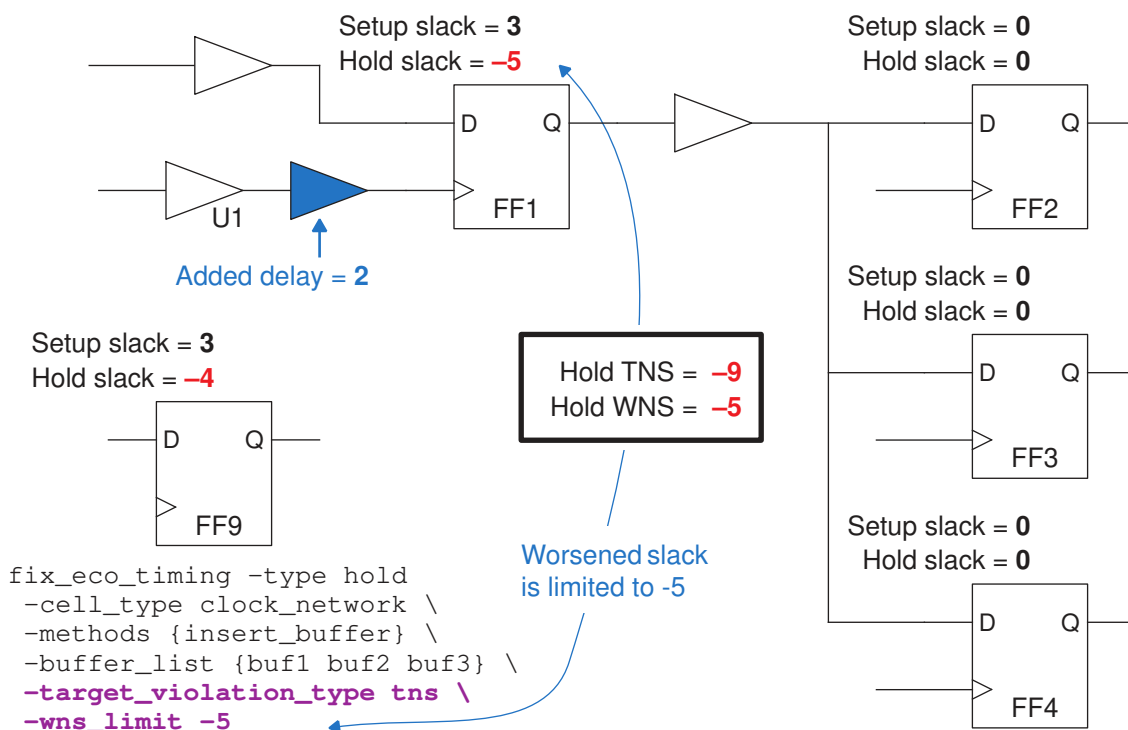 Setup slack = 3
Hold slack = –5
Setup slack = 0
Hold slack = 0
D
Q
FF1
D
Q
FF2
U1
Added delay = 2
Setup slack = 0
Hold slack = 0
Setup slack = 3
Hold slack = –4
Hold TNS = –9
Hold WNS = –5
D
Q
FF3
D
Q
FF9
Setup slack = 0
Hold slack = 0
Worsened slack
is limited to -5
D
Q
FF4
fix_eco_timing –type hold
–cell_type clock_network \
–methods {insert_buffer} \
–buffer_list {buf1 buf2 buf3} \
–target_violation_type tns \
–wns_limit –5